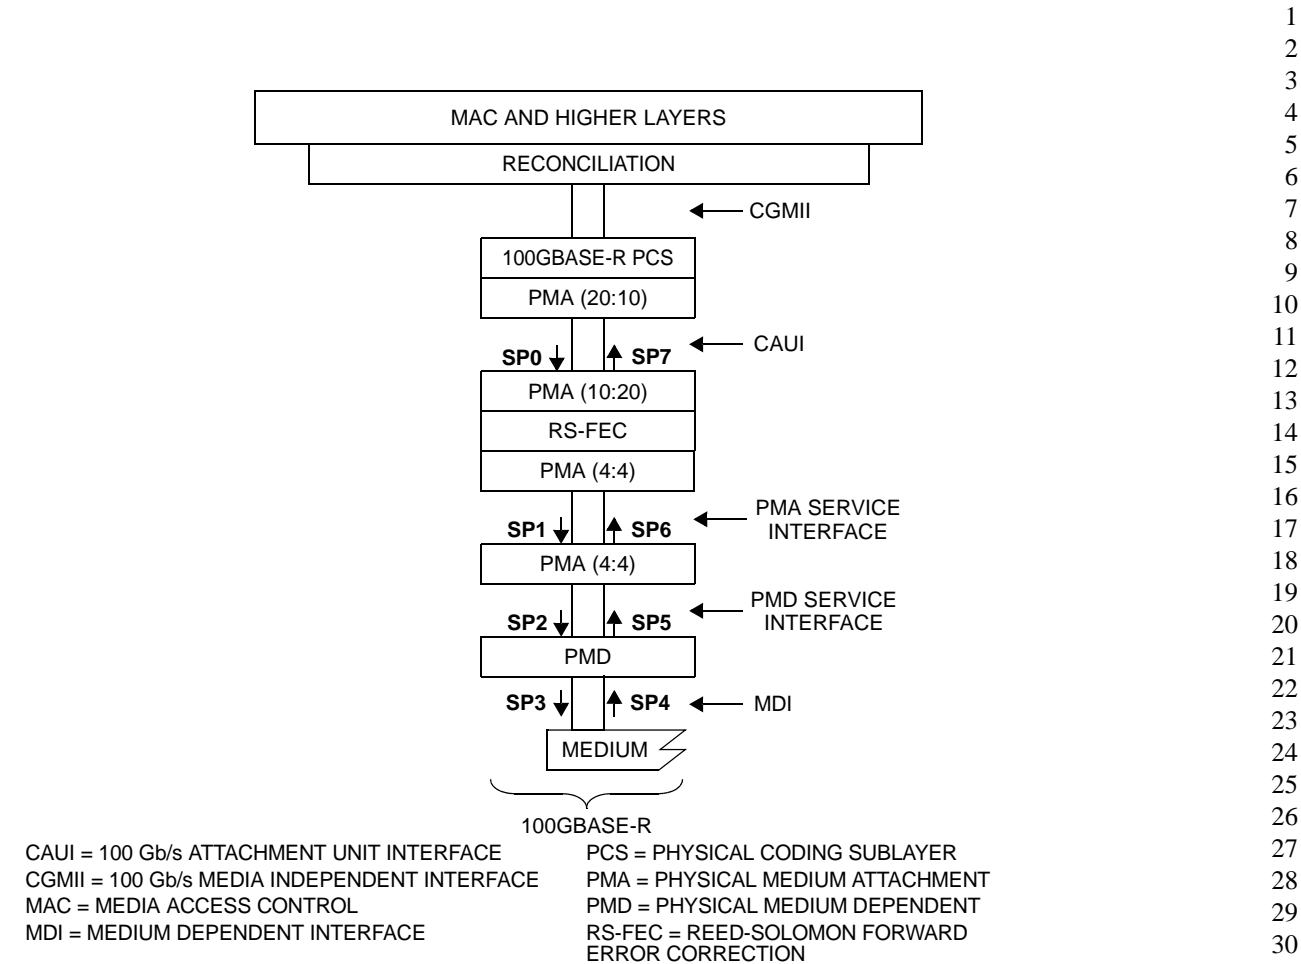 1
2
3
MAC AND HIGHER LAYERS
4
5
RECONCILIATION
6
CGMII
7
8
100GBASE-R PCS
9
PMA (20:10)
10
11
CAUI
SP0
SP7
12
PMA (10:20)
13
RS-FEC
14
PMA (4:4)
15
16
PMA SERVICE
INTERFACE
SP1
SP6
17
PMA (4:4)
18
19
PMD SERVICE
INTERFACE
SP2
SP5
20
PMD
21
22
SP3
SP4
MDI
23
MEDIUM
24
25
26
100GBASE-R
27
CAUI = 100 Gb/s ATTACHMENT UNIT INTERFACE
CGMII = 100 Gb/s MEDIA INDEPENDENT INTERFACE
MAC = MEDIA ACCESS CONTROL
MDI = MEDIUM DEPENDENT INTERFACE
PCS = PHYSICAL CODING SUBLAYER
PMA = PHYSICAL MEDIUM ATTACHMENT
PMD = PHYSICAL MEDIUM DEPENDENT
RS-FEC = REED-SOLOMON FORWARD
ERROR CORRECTION
28
29
30